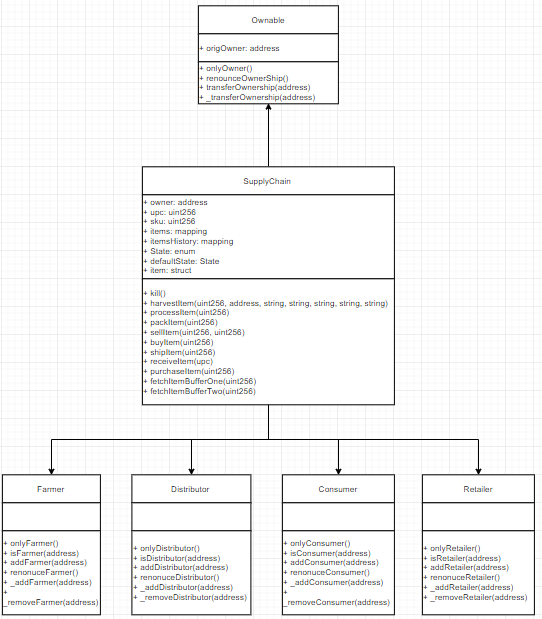 Ownable
+ origOwner: address
+ onlyOwner()
+ renounceOwnerShip()
+ transferOwnership(address)
+ _transferOwnership(address)
SupplyChain
+ owner: address
+ upc: uint256
+ sku: uint256
+ items: mapping
+ itemsHistory: mapping
+ State: enum
+ defaultState: State
+ item: struct
+ kill()
+ harvestItem(uint256, address, string, string, string, string, string)
+ processItem(uint256)
+ packItem(uint256)
+ sellItem(uint256, uint256)
+ buyItem(uint256)
+ shipItem(uint256)
+ receiveItem(upc)
+ purchaseItem(uint256)
+ fetchItemBufferOne(uint256)
+ fetchItemBufferTwo(uint256)
Farmer
+ onlyFarmer()
+ isFarmer(address)
+ addFarmer(address)
+ renonuceFarmer()
+ _addFarmer(address)
+
_removeFarmer(address)
Distributor
+ onlyDistributor()
+ isDistributor(address)
+ addDistributor(address)
+ renonuceDistributor()
+ _addDistributor(address)
+ _removeDistributor(address)
Consumer
+ onlyConsumer()
+ isConsumer(address)
+ addConsumer(address)
+ renonuceConsumer()
+ _addConsumer(address)
+
_removeConsumer(address)
Retailer
+ onlyRetailer()
+ isRetailer(address)
+ addRetailer(address)
+ renonuceRetailer()
+ _addRetailer(address)
+ _removeRetailer(address)